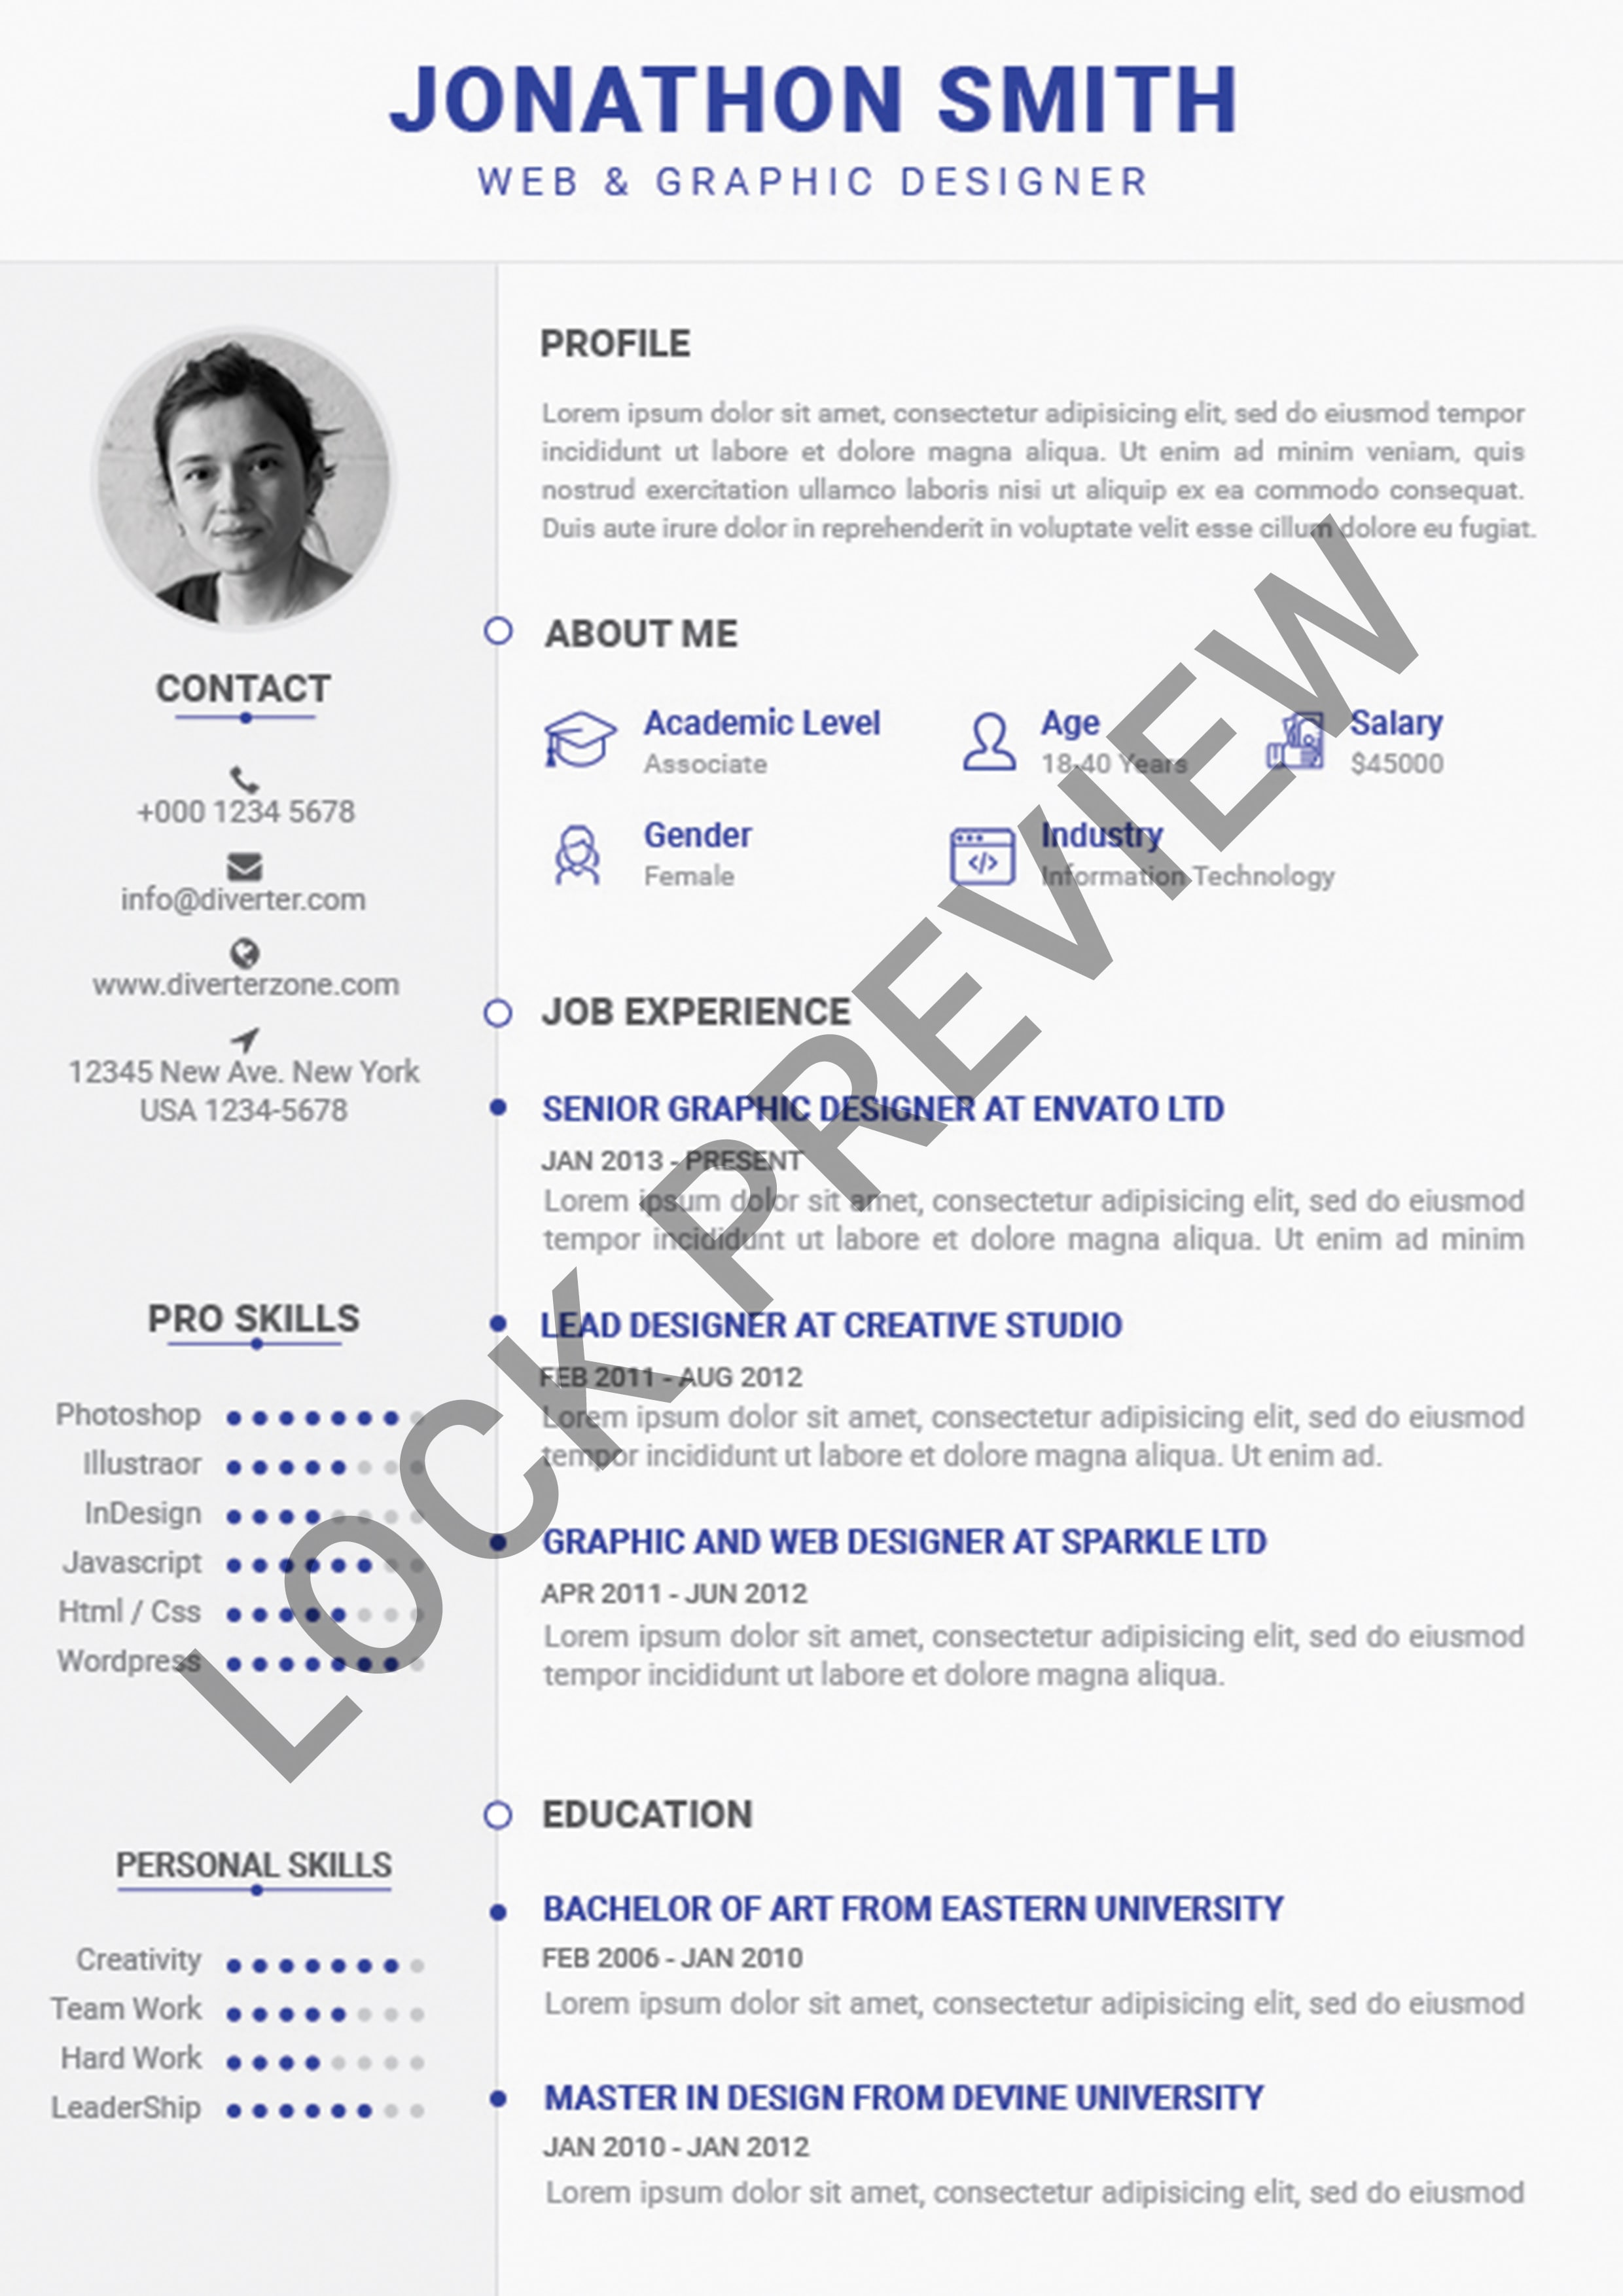 JONATHON SMITH
WEB & GRAPHIC DESIGNER
CONTACT
+000 1234 5678
info@diverter.com
www.diverterzone.com
12345 New Ave. New York
USA 1234-5678
PRO SKILLS
Photoshop
Illustraor
InDesign
Javascript
Html / Css
Wordpress
PERSONAL SKILLS
Creativity
Team Work
Hard Work
LeaderShip
PROFILE
Lorem ipsum dolor sit amet, consectetur adipisicing elit, sed do eiusmod tempor
incididunt ut labore et dolore magna aliqua. Ut enim ad minim veniam, quis
nostrud exercitation ullamco laboris nisi ut aliquip ex ea commodo consequat.
Duis aute irure dolor in reprehenderit in voluptate velit esse cillum dolore eu fugiat.
ABOUT ME
Academic Level
Associate
Age
18-40 Years
Salary
$45000
Gender
Female
Industry
</>
Information Technology
JOB EXPERIENCE
SENIOR GRAPHIC DESIGNER AT ENVATO LTD
JAN 2013 - PRESENT
Lorem ipsum dolor sit amet, consectetur adipisicing elit, sed do eiusmod
tempor incididunt ut labore et dolore magna aliqua. Ut enim ad minim
LEAD DESIGNER AT CREATIVE STUDIO
FEB 2011 - AUG 2012
Lorem ipsum dolor sit amet, consectetur adipisicing elit, sed do eiusmod
tempor incididunt ut labore et dolore magna aliqua. Ut enim ad.
GRAPHIC AND WEB DESIGNER AT SPARKLE LTD
APR 2011 - JUN 2012
Lorem ipsum dolor sit amet, consectetur adipisicing elit, sed do eiusmod
tempor incididunt ut labore et dolore magna aliqua.
EDUCATION
BACHELOR OF ART FROM EASTERN UNIVERSITY
FEB 2006 - JAN 2010
Lorem ipsum dolor sit amet, consectetur adipisicing elit, sed do eiusmod
MASTER IN DESIGN FROM DEVINE UNIVERSITY
JAN 2010 - JAN 2012
Lorem ipsum dolor sit amet, consectetur adipisicing elit, sed do eiusmod
LOCK PREVIEW